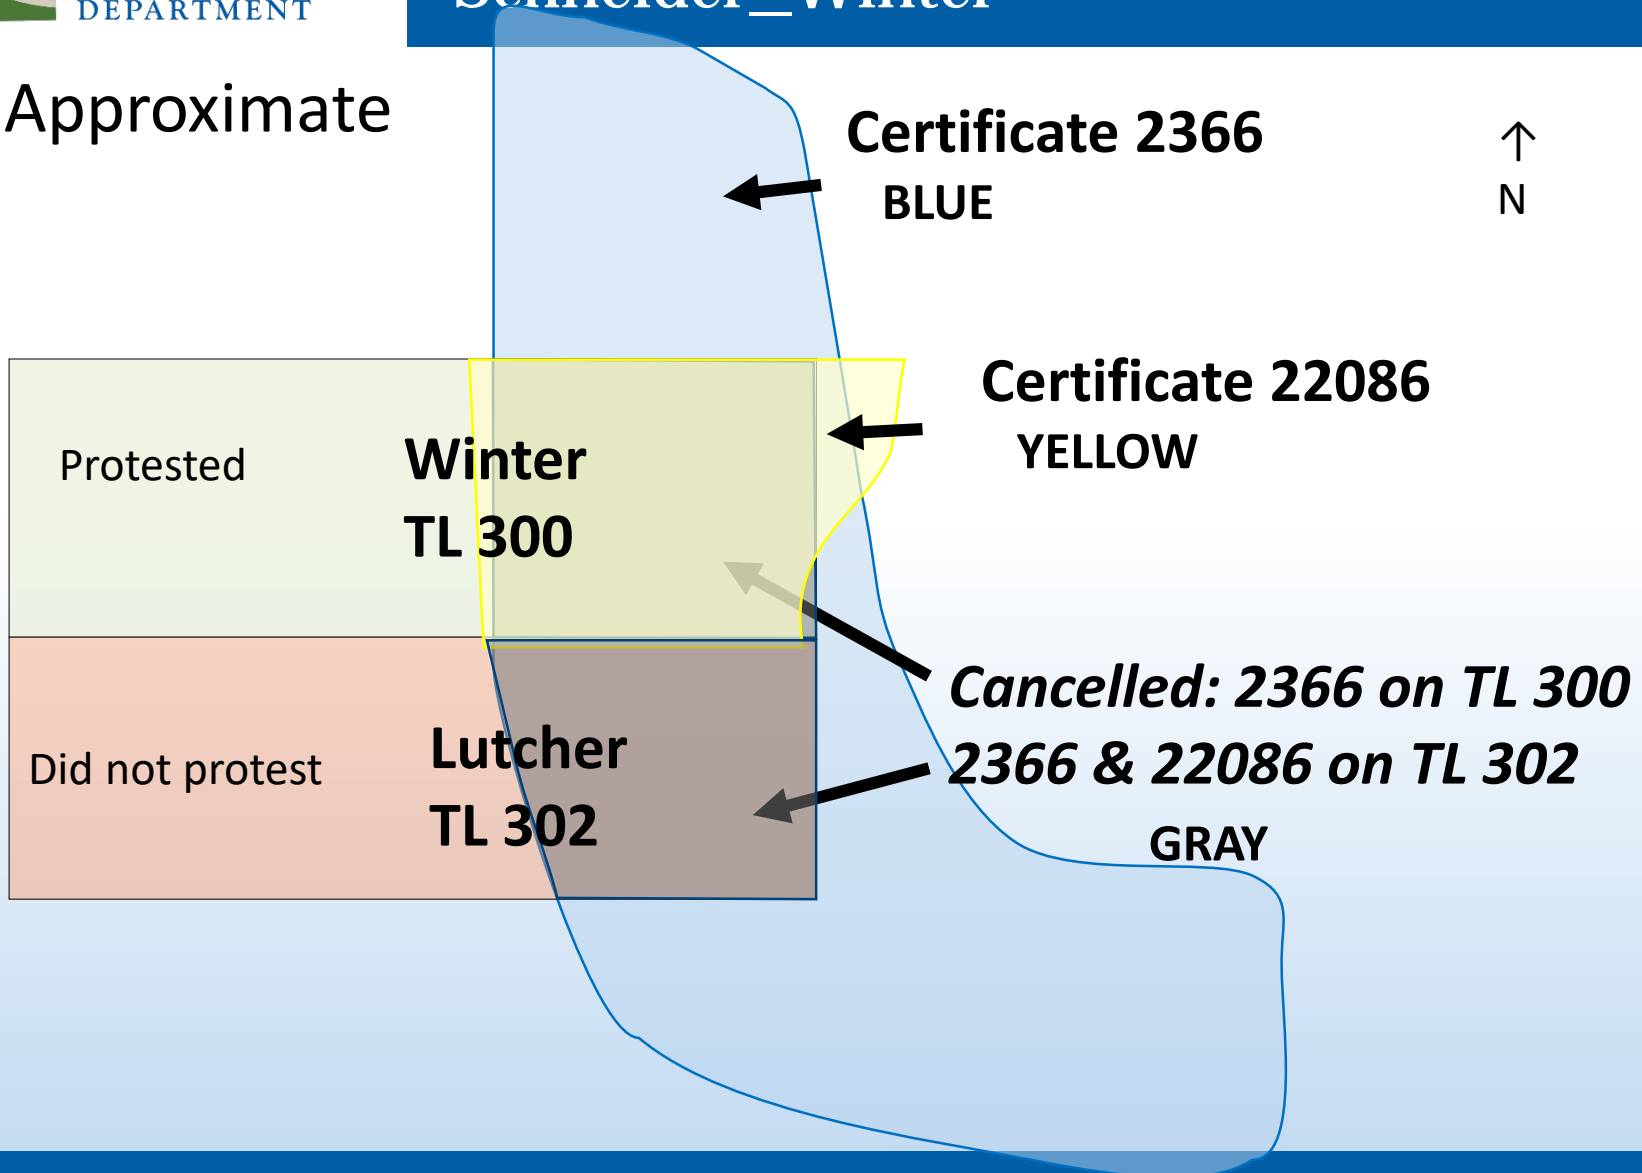 DEPARTMENT
Schneider_Winter
Approximate
Certificate 2366
BLUE
↑
N
Certificate 22086
YELLOW
Protested
Winter
TL 300
Cancelled: 2366 on TL 300
2366 & 22086 on TL 302
GRAY
Did not protest
Lutcher
TL 302